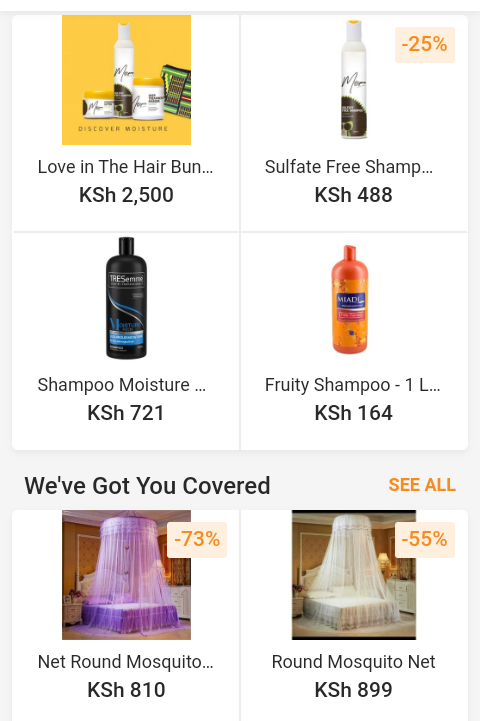 DISCOVER MOISTURE
-25%
Love in The Hair Bun...
KSh 2,500
Sulfate Free Shamp...
KSh 488
TRESemmé
MOISTURE
RICH
MIADI
Shampoo Moisture ...
KSh 721
Fruity Shampoo - 1 L...
KSh 164
We've Got You Covered
SEE ALL
-73%
-55%
Net Round Mosquito...
KSh 810
Round Mosquito Net
KSh 899